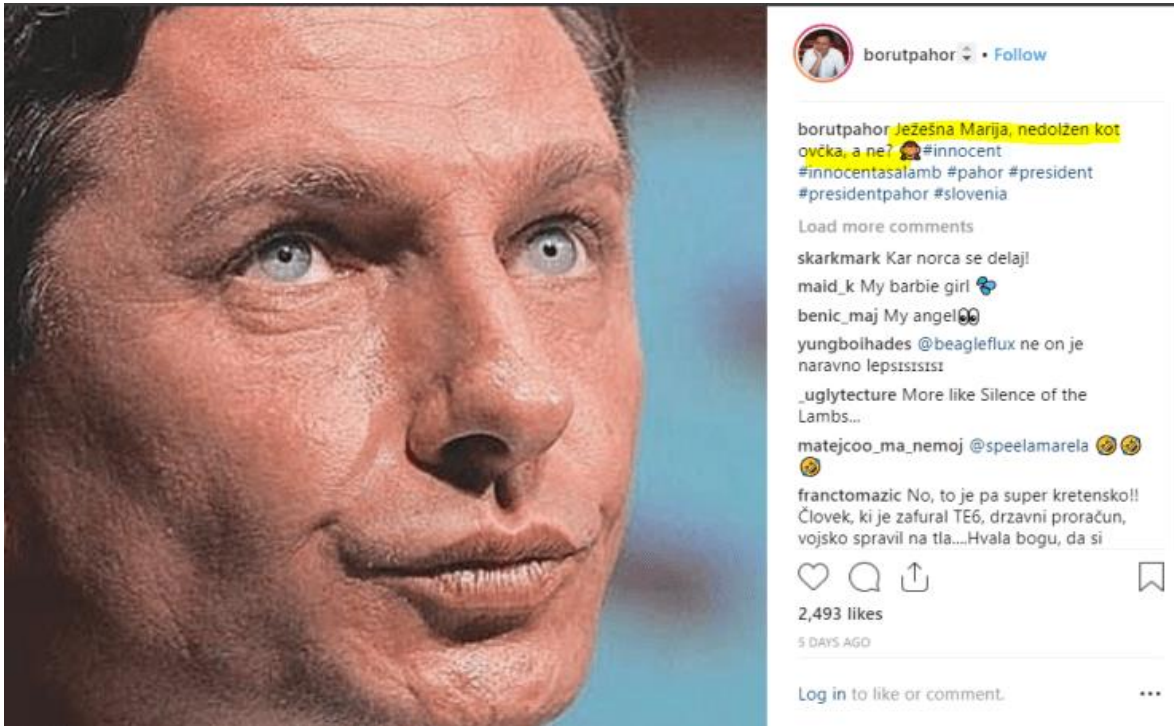 borutpahor • Follow
borutpahor Ježešna Marija, nedolžen kot
ovčka, a ne? 🙊 #innocent
#innocentasalamb #pahor #president
#presidentpahor #slovenia
Load more comments
skarkmark Kar norca se delaj!
maid_k My barbie girl
benic_maj My angel👀
yungboihades @beagleflux ne on je
naravno lepsısısısı
_uglytecture More like Silence of the
Lambs...
matejcoo_ma_nemoj @speelamarela 🤣🤣
🤣
franctomazic No, to je pa super kretensko!!
Človek, ki je zafural TE6, drzavni proračun,
vojsko spravil na tla....Hvala bogu, da si
2,493 likes
5 DAYS AGO
Log in to like or comment.